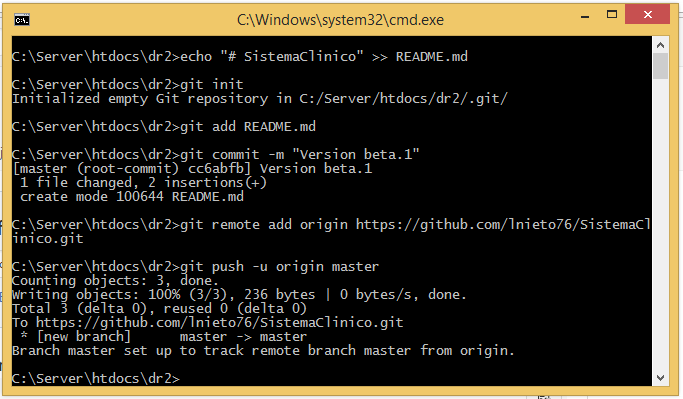 C:\Windows\system32\cmd.exe
C:\Server\htdocs\dr2>echo "# SistemaClinico" >> README.md
C:\Server\htdocs\dr2>git init
Initialized empty Git repository in C:/Server/htdocs/dr2/.git/
C:\Server\htdocs\dr2>git add README.md
C:\Server\htdocs\dr2>git commit -m "Version beta.1"
[master (root-commit) cc6abfb] Version beta.1
 1 file changed, 2 insertions(+)
 create mode 100644 README.md
C:\Server\htdocs\dr2>git remote add origin https://github.com/lnieto76/SistemaCl
inico.git
C:\Server\htdocs\dr2>git push -u origin master
Counting objects: 3, done.
Writing objects: 100% (3/3), 236 bytes | 0 bytes/s, done.
Total 3 (delta 0), reused 0 (delta 0)
To https://github.com/lnieto76/SistemaClinico.git
 * [new branch]      master -> master
Branch master set up to track remote branch master from origin.
C:\Server\htdocs\dr2>